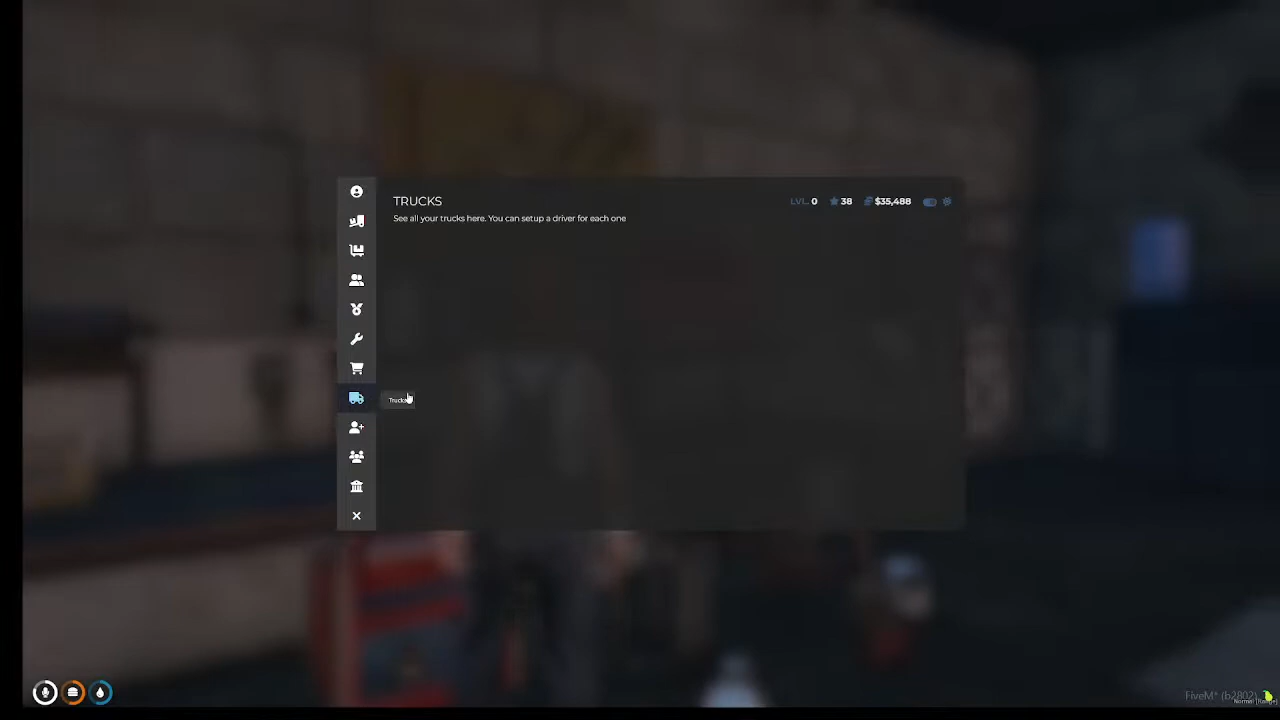 TRUCKS
LVL. 0 38 $35,488
See all your trucks here. You can setup a driver for each one
Trucks
FiveM* (b2802)